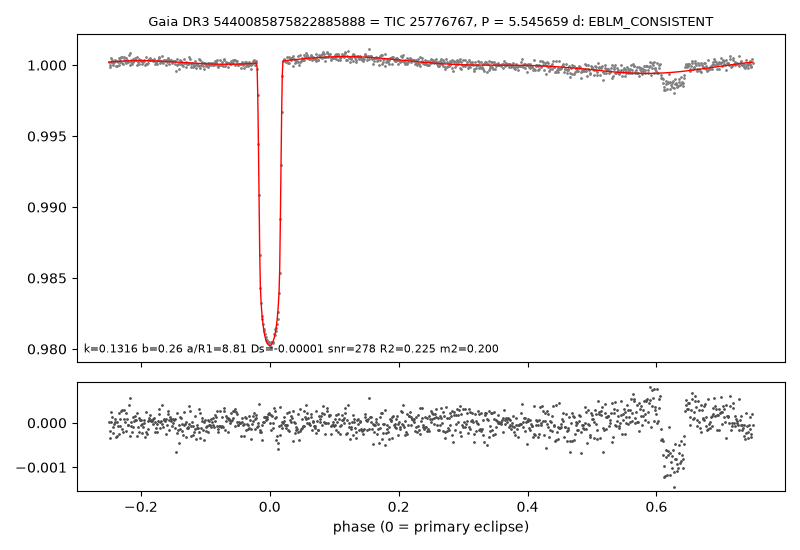 Gaia DR3 5440085875822885888 = TIC 25776767, P = 5.545659 d: EBLM_CONSISTENT
1.000
0.995
0.990
0.985
0.980
k=0.1316 b=0.26 a/R1=8.81 Ds=-0.00001 snr=278 R2=0.225 m2=0.200
0.000
−0.001
−0.2 0.0 0.2 0.4 0.6
phase (0 = primary eclipse)